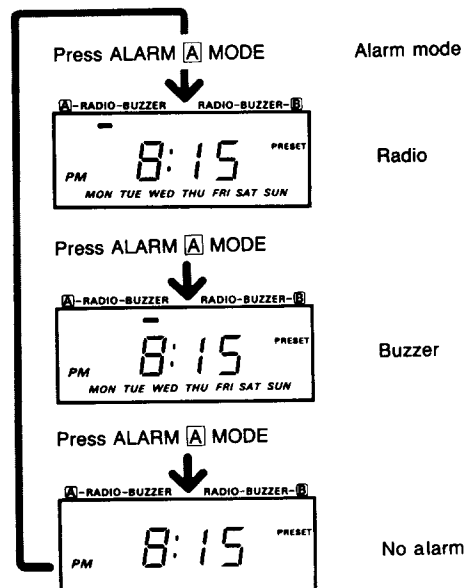 Press ALARM A MODE Alarm mode
A-RADIO-BUZZER RADIO-BUZZER-B
8:15 PRESET Radio
PM
MON TUE WED THU FRI SAT SUN
Press ALARM A MODE
A-RADIO-BUZZER RADIO-BUZZER-B
8:15 PRESET Buzzer
PM
MON TUE WED THU FRI SAT SUN
Press ALARM A MODE
A-RADIO-BUZZER RADIO-BUZZER-B
8:15 PRESET
PM No alarm